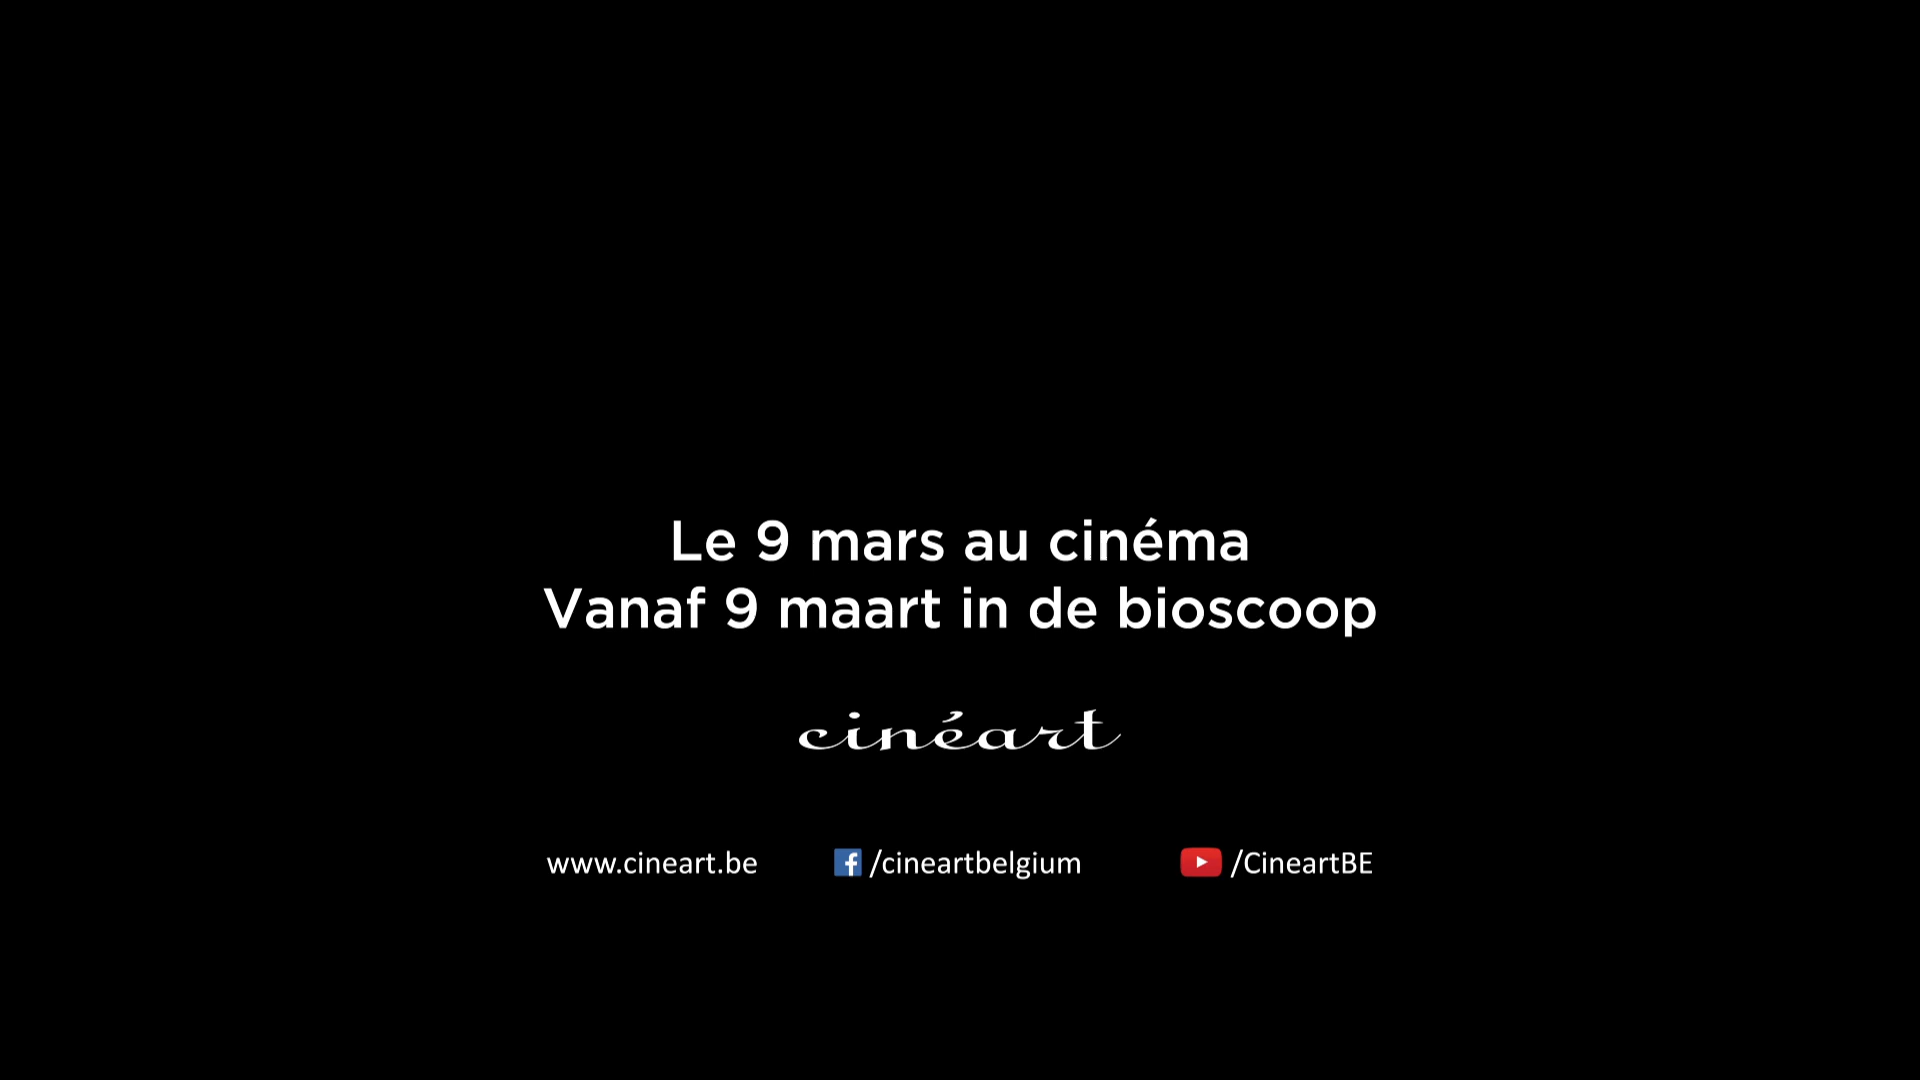 Le 9 mars au cinéma
Vanaf 9 maart in de bioscoop
cinéart
www.cineart.be /cineartbelgium /CineartBE